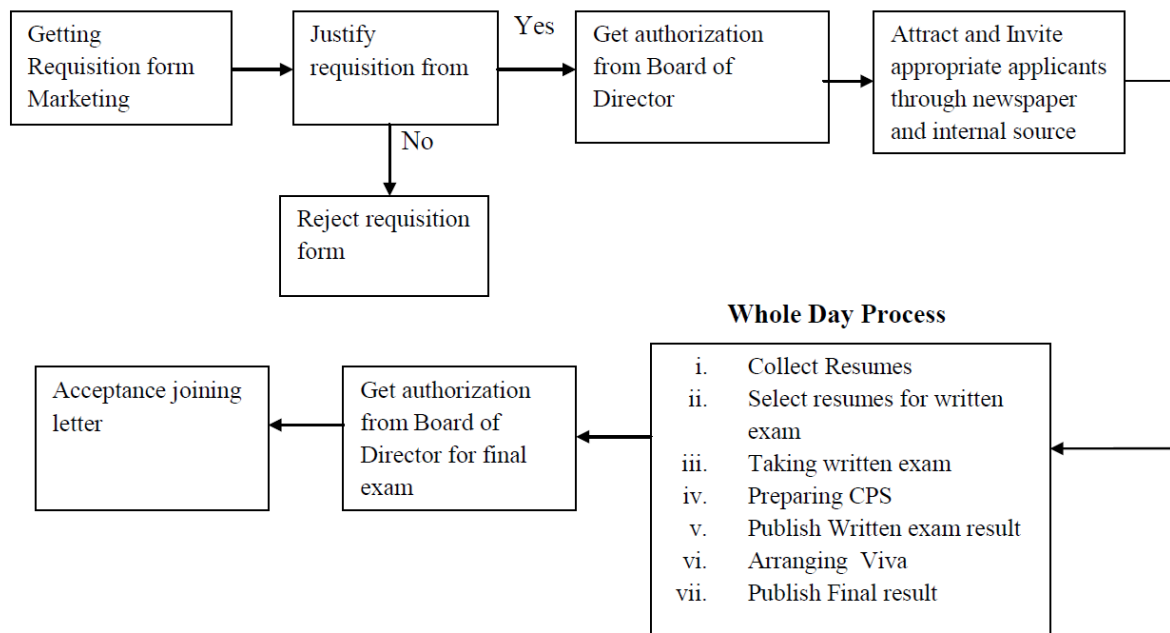 Getting
Requisition form
Marketing
Justify
requisition from
Yes
No
Get authorization
from Board of
Director
Attract and Invite
appropriate applicants
through newspaper
and internal source
Reject requisition
form
Whole Day Process
i. Collect Resumes
ii. Select resumes for written
exam
iii. Taking written exam
iv. Preparing CPS
v. Publish Written exam result
vi. Arranging Viva
vii. Publish Final result
Get authorization
from Board of
Director for final
exam
Acceptance joining
letter